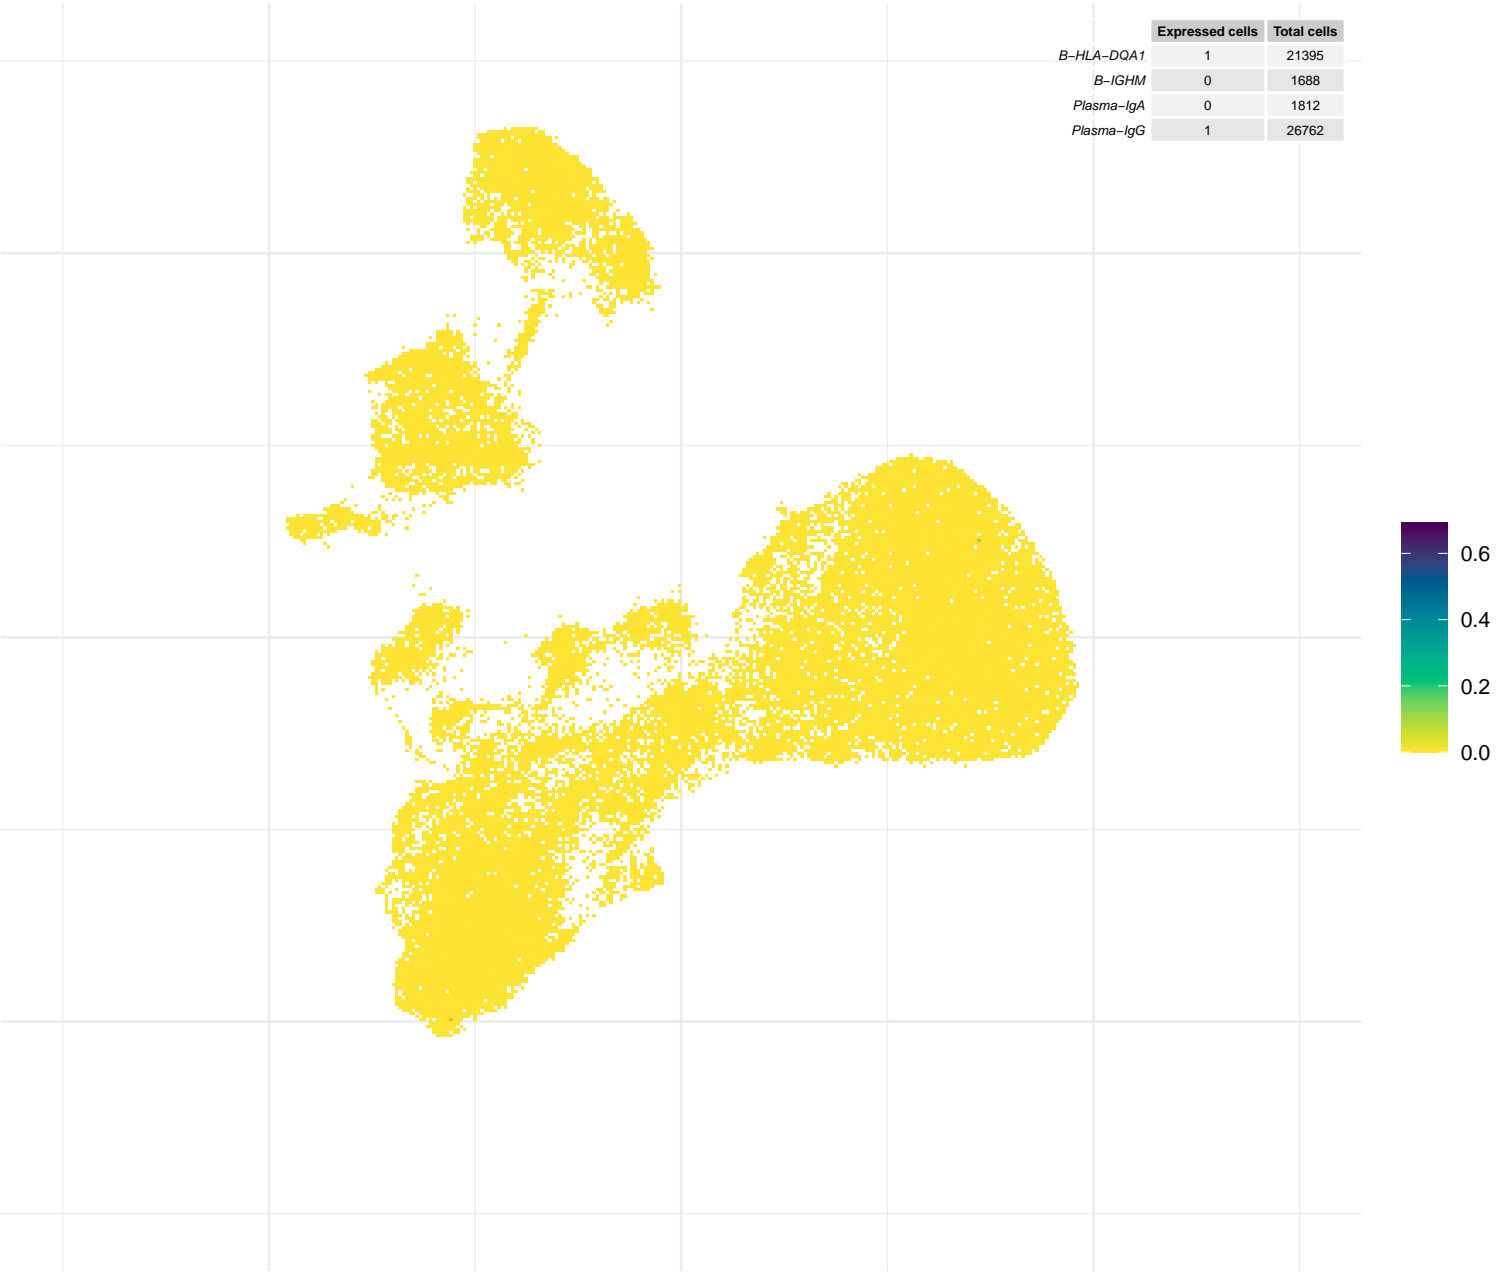 Expressed cells Total cells
B−HLA−DQA1 1 21395
B−IGHM 0 1688
Plasma−IgA 0 1812
Plasma−IgG 1 26762
0.6
0.4
0.2
0.0